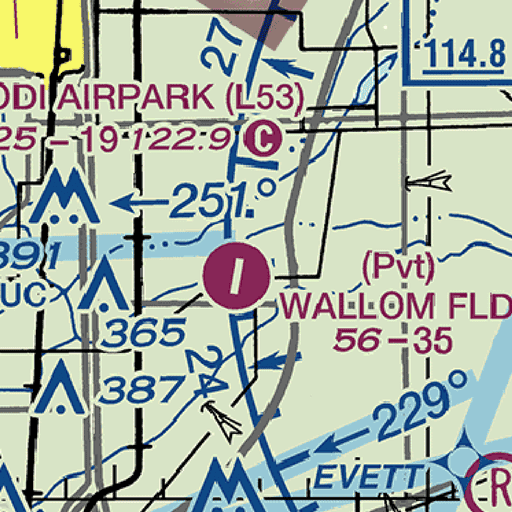 27
114.8
ODI AIRPARK (L53)
25 - 19 122.9 C
251°
391
UC
(Pvt)
WALLOM FLD
56 - 35
365
24
387
229°
EVETT
R